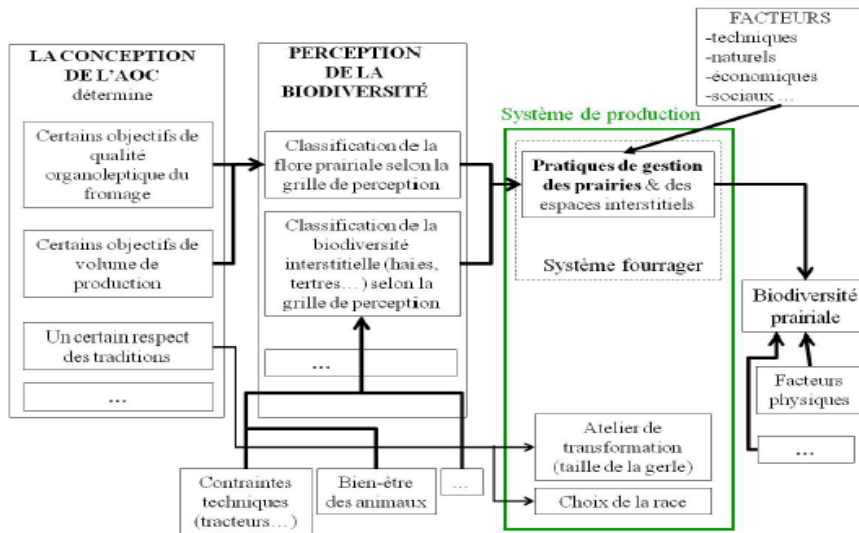 LA CONCEPTION
DE L'AOC
détermine
Certains objectifs de
qualité
organoleptique du
fromage
Certains objectifs de
volume de
production
Un certain respect
des traditions
...
PERCEPTION
DE LA
BIODIVERSITÉ
Classification de la
flore prairiale selon la
grille de perception
Classification de la
biodiversité
interstitielle (haies,
tertres…) selon la
grille de perception
...
Contraintes
techniques
(tracteurs…)
Bien-être
des animaux
...
Système de production
Pratiques de gestion
des prairies & des
espaces interstitiels
Système fourrager
Atelier de
transformation
(taille de la gerle)
Choix de la race
FACTEURS
-techniques
-naturels
-économiques
-sociaux ...
Biodiversité
prairiale
Facteurs
physiques
...